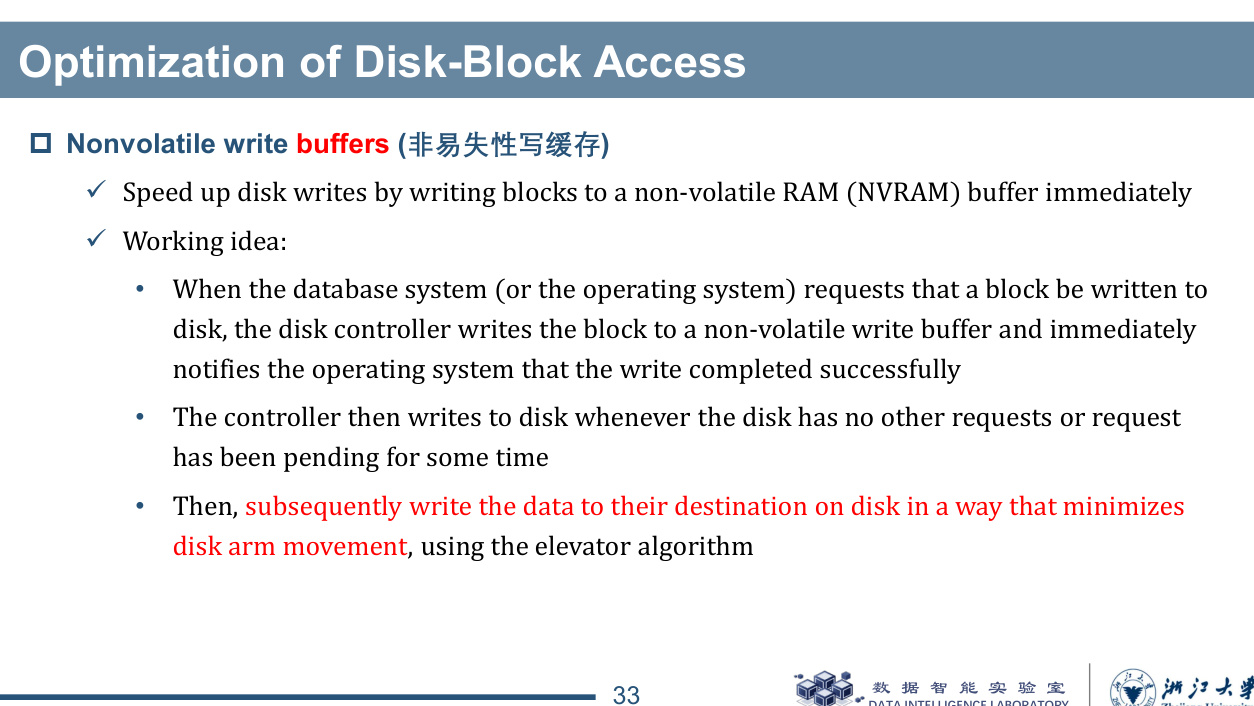 Optimization of Disk-Block Access
Nonvolatile write buffers (非易失性写缓存)
Speed up disk writes by writing blocks to a non-volatile RAM (NVRAM) buffer immediately
Working idea:
When the database system (or the operating system) requests that a block be written to
disk, the disk controller writes the block to a non-volatile write buffer and immediately
notifies the operating system that the write completed successfully
The controller then writes to disk whenever the disk has no other requests or request
has been pending for some time
Then, subsequently write the data to their destination on disk in a way that minimizes
disk arm movement, using the elevator algorithm
33
数据智能实验室
DATA INTELLIGENCE LABORATORY
浙江大学